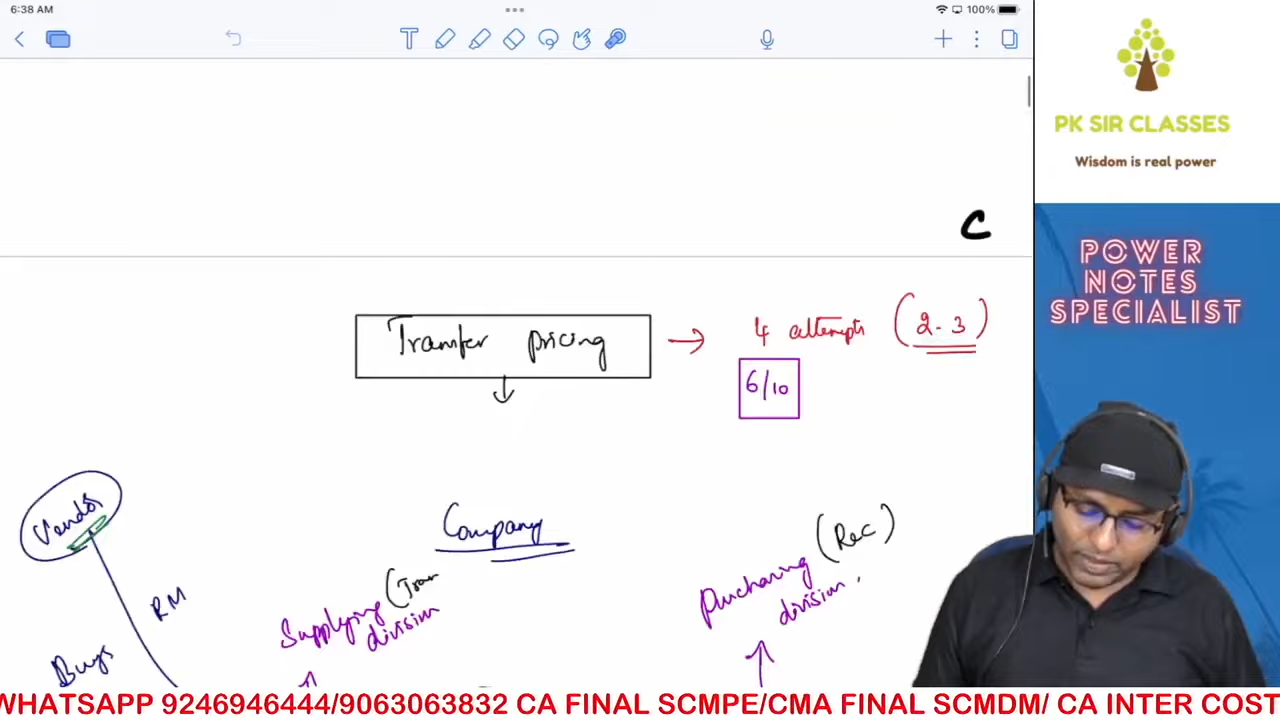 6:38 AM
100%
T
PK SIR CLASSES
Wisdom is real power
C
POWER
NOTES
SPECIALIST
Transfer pricing → 4 attempts (2-3)
6/10
Vendor
Company
(Rec)
Purchasing
division
(Tran
Supplying
division
RM
Buys
WHATSAPP 9246946444/9063063832 CA FINAL SCMPE/CMA FINAL SCMDM/ CA INTER COST